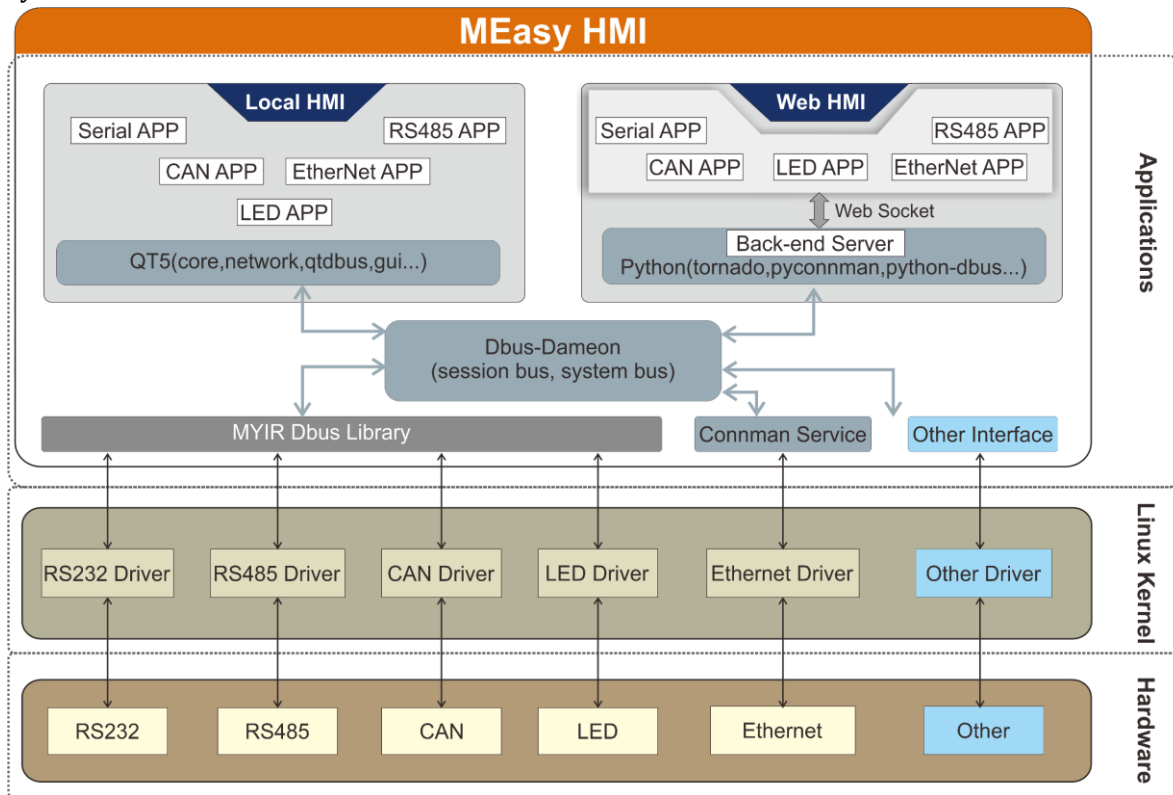 MEasy HMI
Local HMI
Serial APP
RS485 APP
CAN APP
EtherNet APP
LED APP
QT5(core,network,qtdbus,gui...)
Web HMI
Serial APP
RS485 APP
CAN APP
LED APP
EtherNet APP
Web Socket
Back-end Server
Python(tornado,pyconnman,python-dbus...)
Dbus-Dameon
(session bus, system bus)
MYIR Dbus Library
Connman Service
Other Interface
Applications
RS232 Driver
RS485 Driver
CAN Driver
LED Driver
Ethernet Driver
Other Driver
Linux Kernel
RS232
RS485
CAN
LED
Ethernet
Other
Hardware